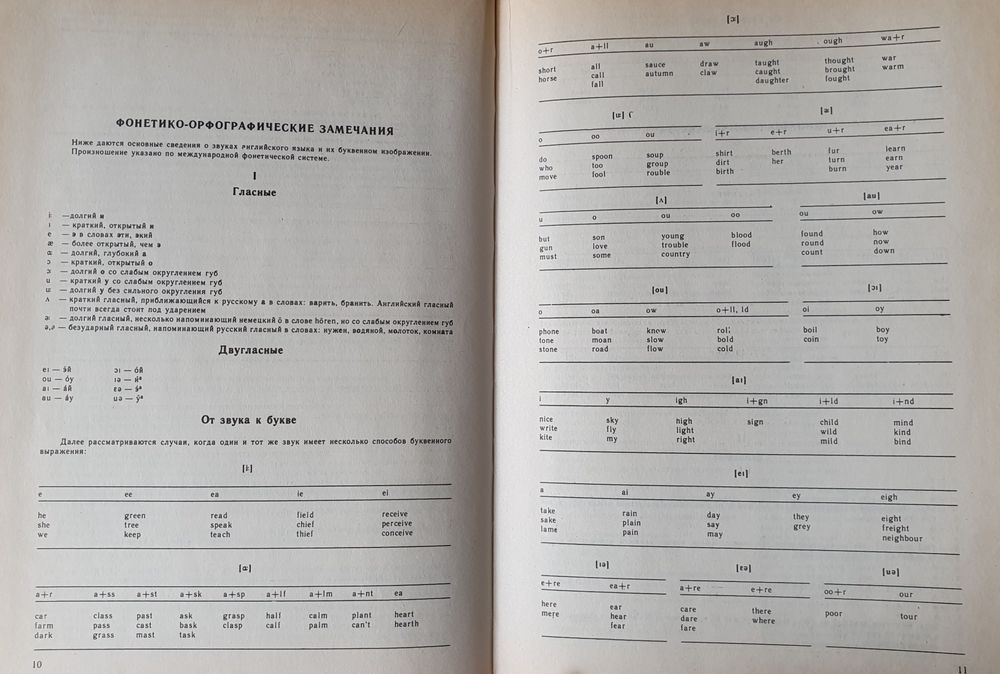 ФОНЕТИКО-ОРФОГРАФИЧЕСКИЕ ЗАМЕЧАНИЯ
Ниже даются основные сведения о звуках английского языка и их буквенном изображении.
Произношение указано по международной фонетической системе.
I
Гласные
i: —долгий и
ı — краткий, открытый и
e — э в словах эти, экий
æ — более открытый, чем э
ɑ: — долгий, глубокий а
ɔ — краткий, открытый о
ɔ: — долгий о со слабым округлением губ
u — краткий у со слабым округлением губ
u: — долгий у без сильного округления губ
ʌ — краткий гласный, приближающийся к русскому а в словах: варить, бранить. Английский гласный
почти всегда стоит под ударением
ə: — долгий гласный, несколько напоминающий немецкий ö в слове hören, но со слабым округлением губ
ə,ə — безударный гласный, напоминающий русский гласный в словах: нужен, водяной, молоток, комната
Двугласные
eı — э́й ɔı — о́й
ou — о́у ıə — и́ᵃ
aı — а́й ɛə — э́ᵃ
au — а́у uə — у́ᵃ
От звука к букве
Далее рассматриваются случаи, когда один и тот же звук имеет несколько способов буквенного
выражения:
[i:]
e ee ea ie ei
he green read field receive
she tree speak chief perceive
we keep teach thief conceive
[ɑ:]
a+r a+ss a+st a+sk a+sp a+lf a+lm a+nt ea
car class past ask grasp half calm plant heart
farm pass cast bask clasp calf palm can't hearth
dark grass mast task
10
[ɔ:]
o+r a+ll au aw augh ough wa+r
short all sauce draw taught thought war
horse call autumn claw caught brought warm
fall daughter fought
[u:] [ə:]
o oo ou i+r e+r u+r ea+r
do spoon soup shirt berth fur learn
who too group dirt her turn earn
move fool rouble birth burn year
[ʌ] [au]
u o ou oo ou ow
but son young blood found how
gun love trouble flood round now
must some country count down
[ou] [ɔı]
o oa ow o+ll, ld oi oy
phone boat know roll boil boy
tone moan slow bold coin toy
stone road flow cold
[aı]
i y igh i+gn i+ld i+nd
nice sky high sign child mind
write fly light wild kind
kite my right mild bind
[eı]
a ai ay ey eigh
take rain day they eight
sake plain say grey freight
lame pain may neighbour
[ıə] [ɛə] [uə]
e+re ea+r a+re e+re oo+r our
here ear care there poor tour
mere hear dare where
fear fare
11